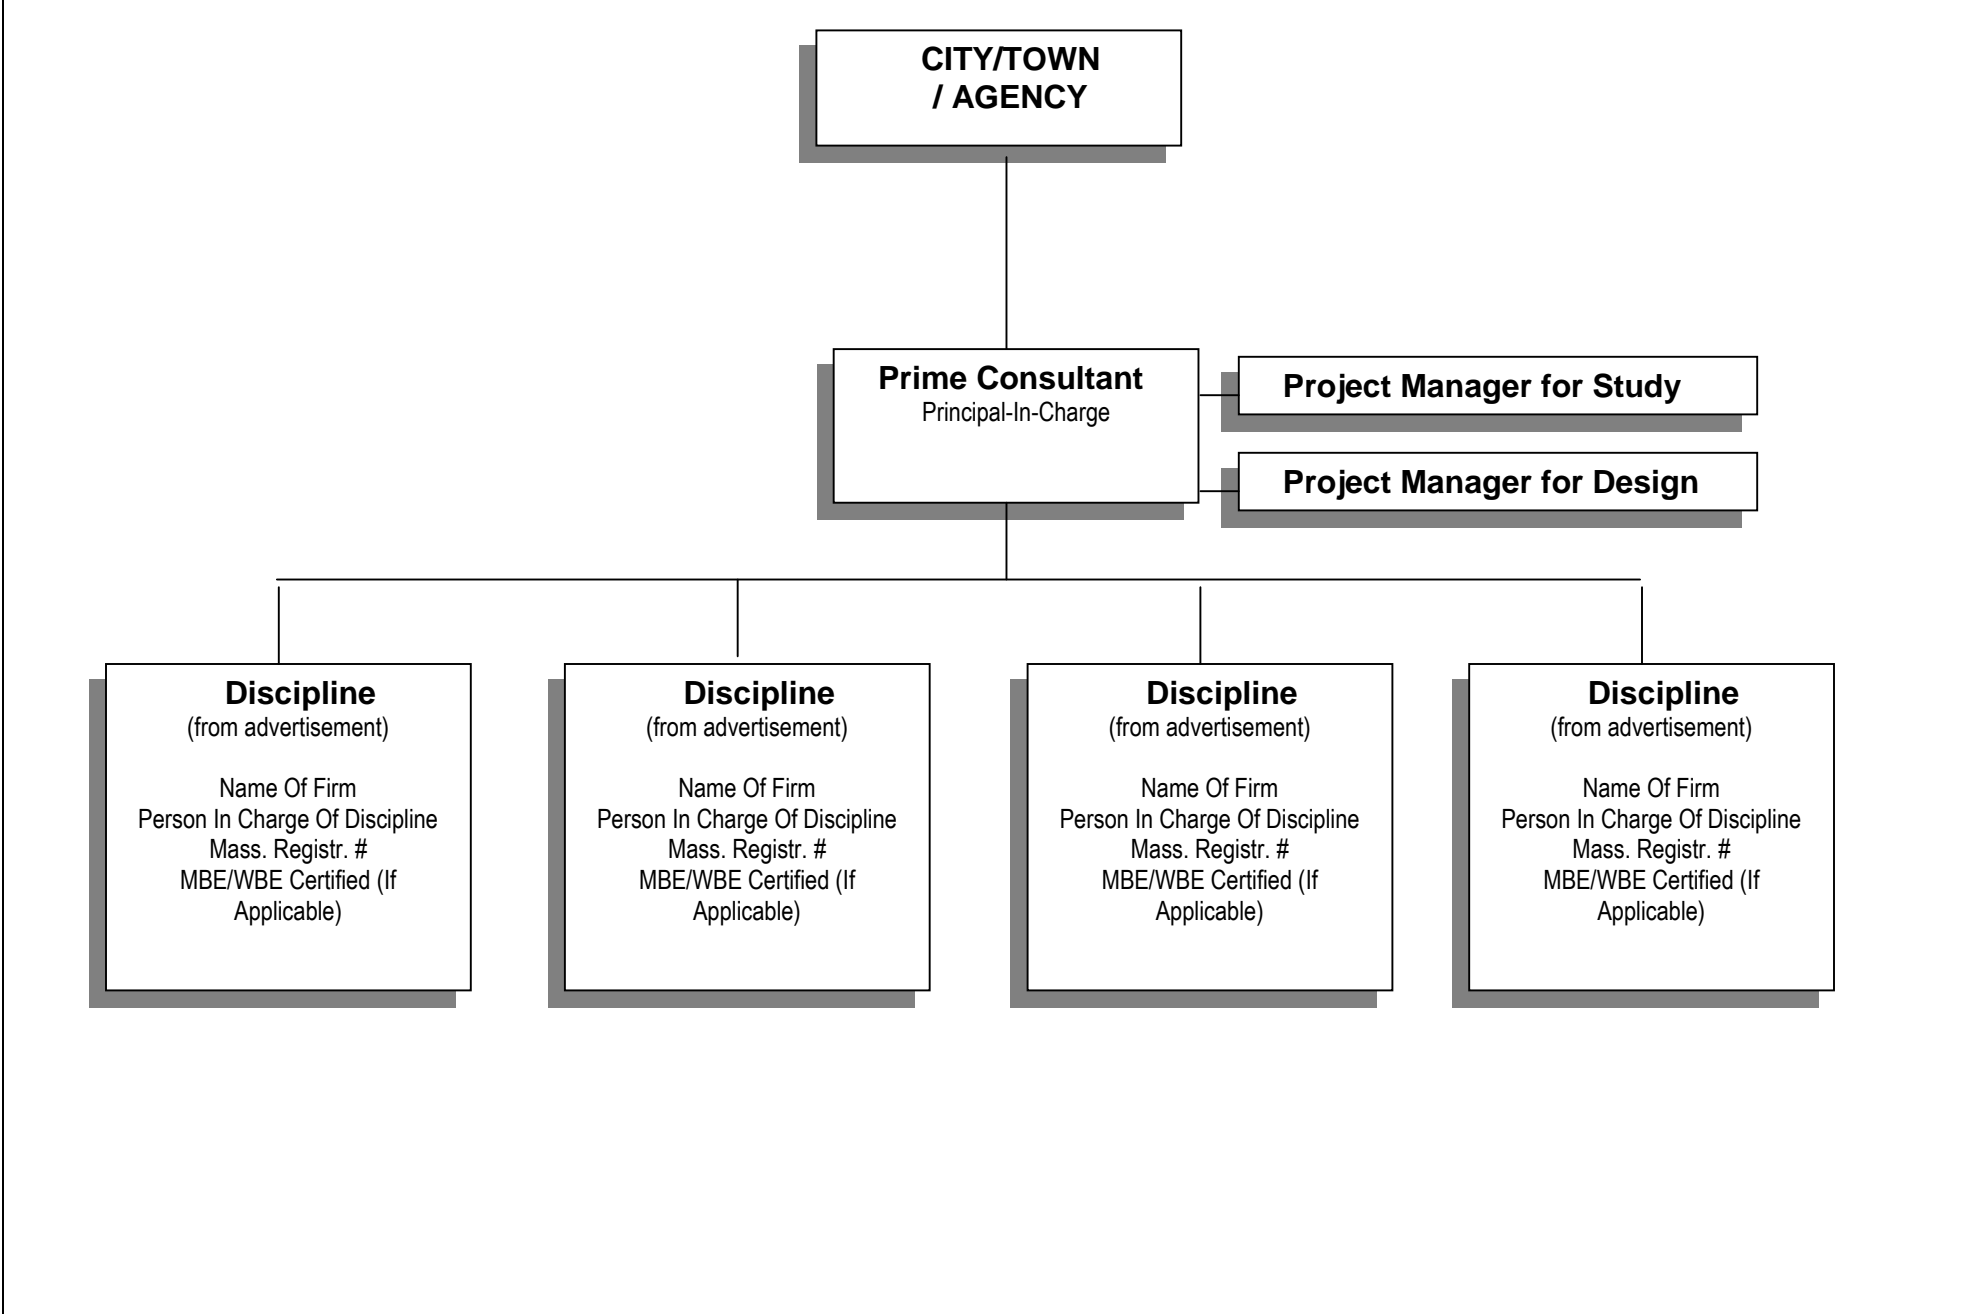 CITY/TOWN
/ AGENCY
Prime Consultant
Principal-In-Charge
Project Manager for Study
Project Manager for Design
Discipline
(from advertisement)
Name Of Firm
Person In Charge Of Discipline
Mass. Registr. #
MBE/WBE Certified (If
Applicable)
Discipline
(from advertisement)
Name Of Firm
Person In Charge Of Discipline
Mass. Registr. #
MBE/WBE Certified (If
Applicable)
Discipline
(from advertisement)
Name Of Firm
Person In Charge Of Discipline
Mass. Registr. #
MBE/WBE Certified (If
Applicable)
Discipline
(from advertisement)
Name Of Firm
Person In Charge Of Discipline
Mass. Registr. #
MBE/WBE Certified (If
Applicable)